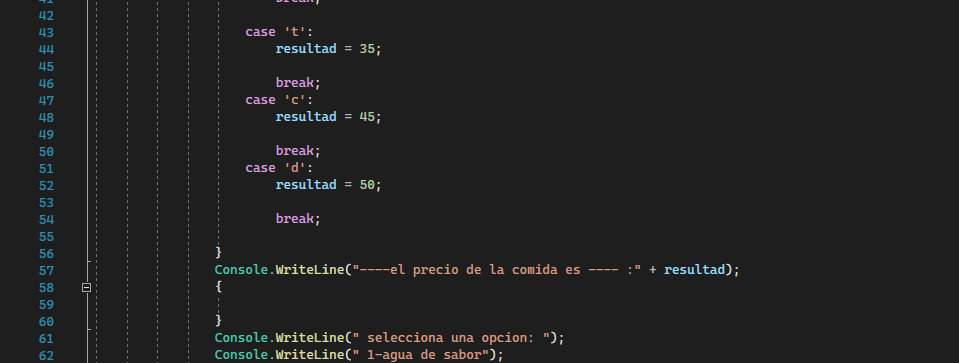 41 break;
42
43 case 't':
44 resultad = 35;
45
46 break;
47 case 'c':
48 resultad = 45;
49
50 break;
51 case 'd':
52 resultad = 50;
53
54 break;
55
56 }
57 Console.WriteLine("----el precio de la comida es ---- :" + resultad);
58 {
59
60 }
61 Console.WriteLine(" selecciona una opcion: ");
62 Console.WriteLine(" 1-agua de sabor");